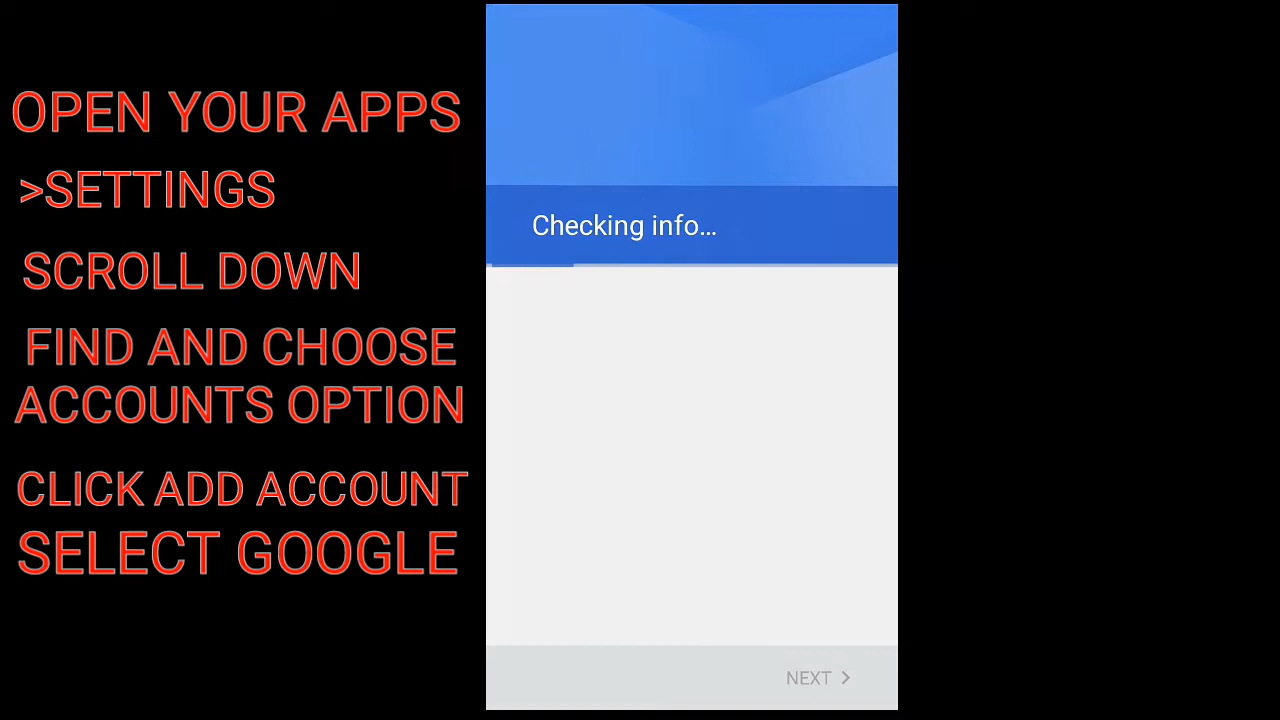 OPEN YOUR APPS
>SETTINGS
SCROLL DOWN
FIND AND CHOOSE
ACCOUNTS OPTION
CLICK ADD ACCOUNT
SELECT GOOGLE
Checking info…
NEXT >